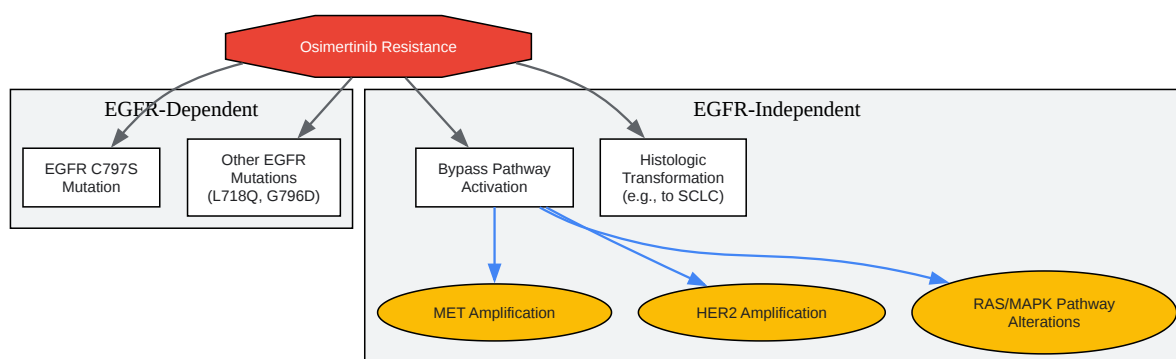 Osimertinib Resistance
EGFR-Dependent
EGFR-Independent
EGFR C797S
Mutation
Other EGFR
Mutations
(L718Q, G796D)
Bypass Pathway
Activation
Histologic
Transformation
(e.g., to SCLC)
MET Amplification
HER2 Amplification
RAS/MAPK Pathway
Alterations